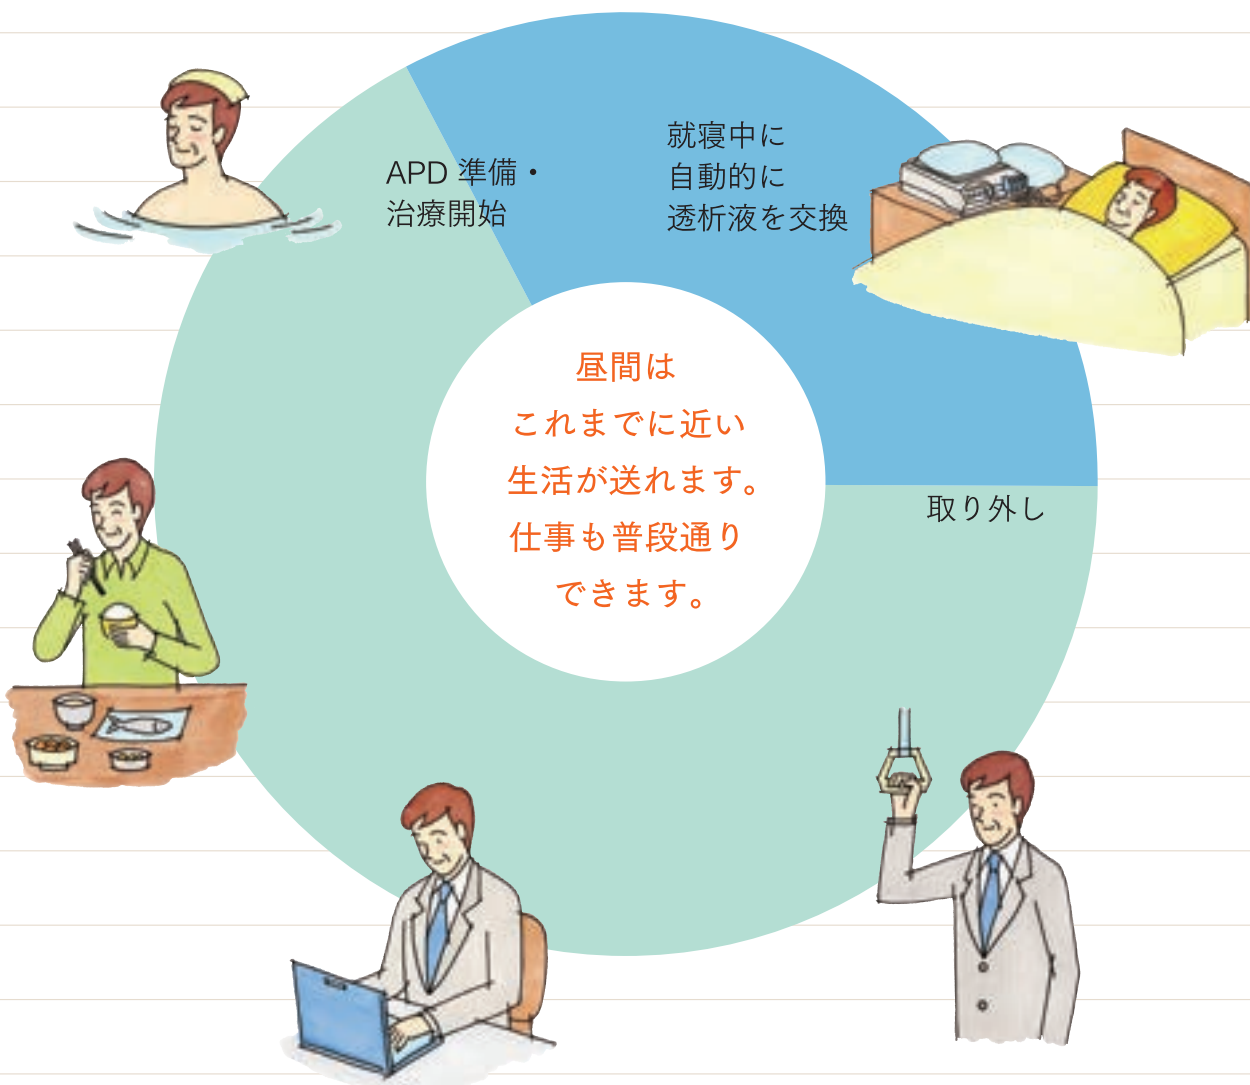 APD 準備・
治療開始
就寝中に
自動的に
透析液を交換
昼間は
これまでに近い
生活が送れます。
仕事も普段通り
できます。
取り外し